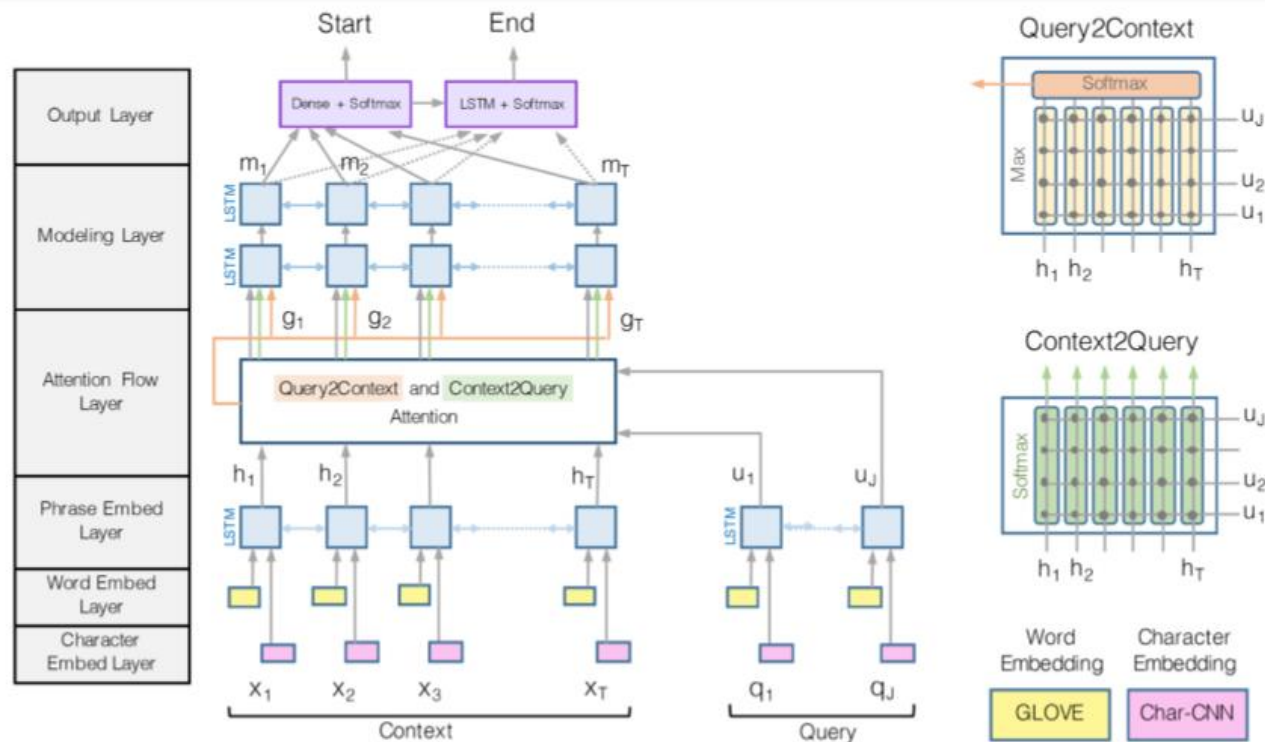 Start End
Output Layer
Dense + Softmax
LSTM + Softmax
m1 m2 mT
LSTM
Modeling Layer
LSTM
g1 g2 gT
Attention Flow
Layer
Query2Context and Context2Query
Attention
h1 h2 hT u1 uJ
Phrase Embed
Layer
LSTM
LSTM
Word Embed
Layer
Character
Embed Layer
x1 x2 x3 xT q1 qJ
Context Query
Query2Context
Softmax
Max
uJ
u2
u1
h1 h2 hT
Context2Query
Softmax
uJ
u2
u1
h1 h2 hT
Word
Embedding
GLOVE
Character
Embedding
Char-CNN